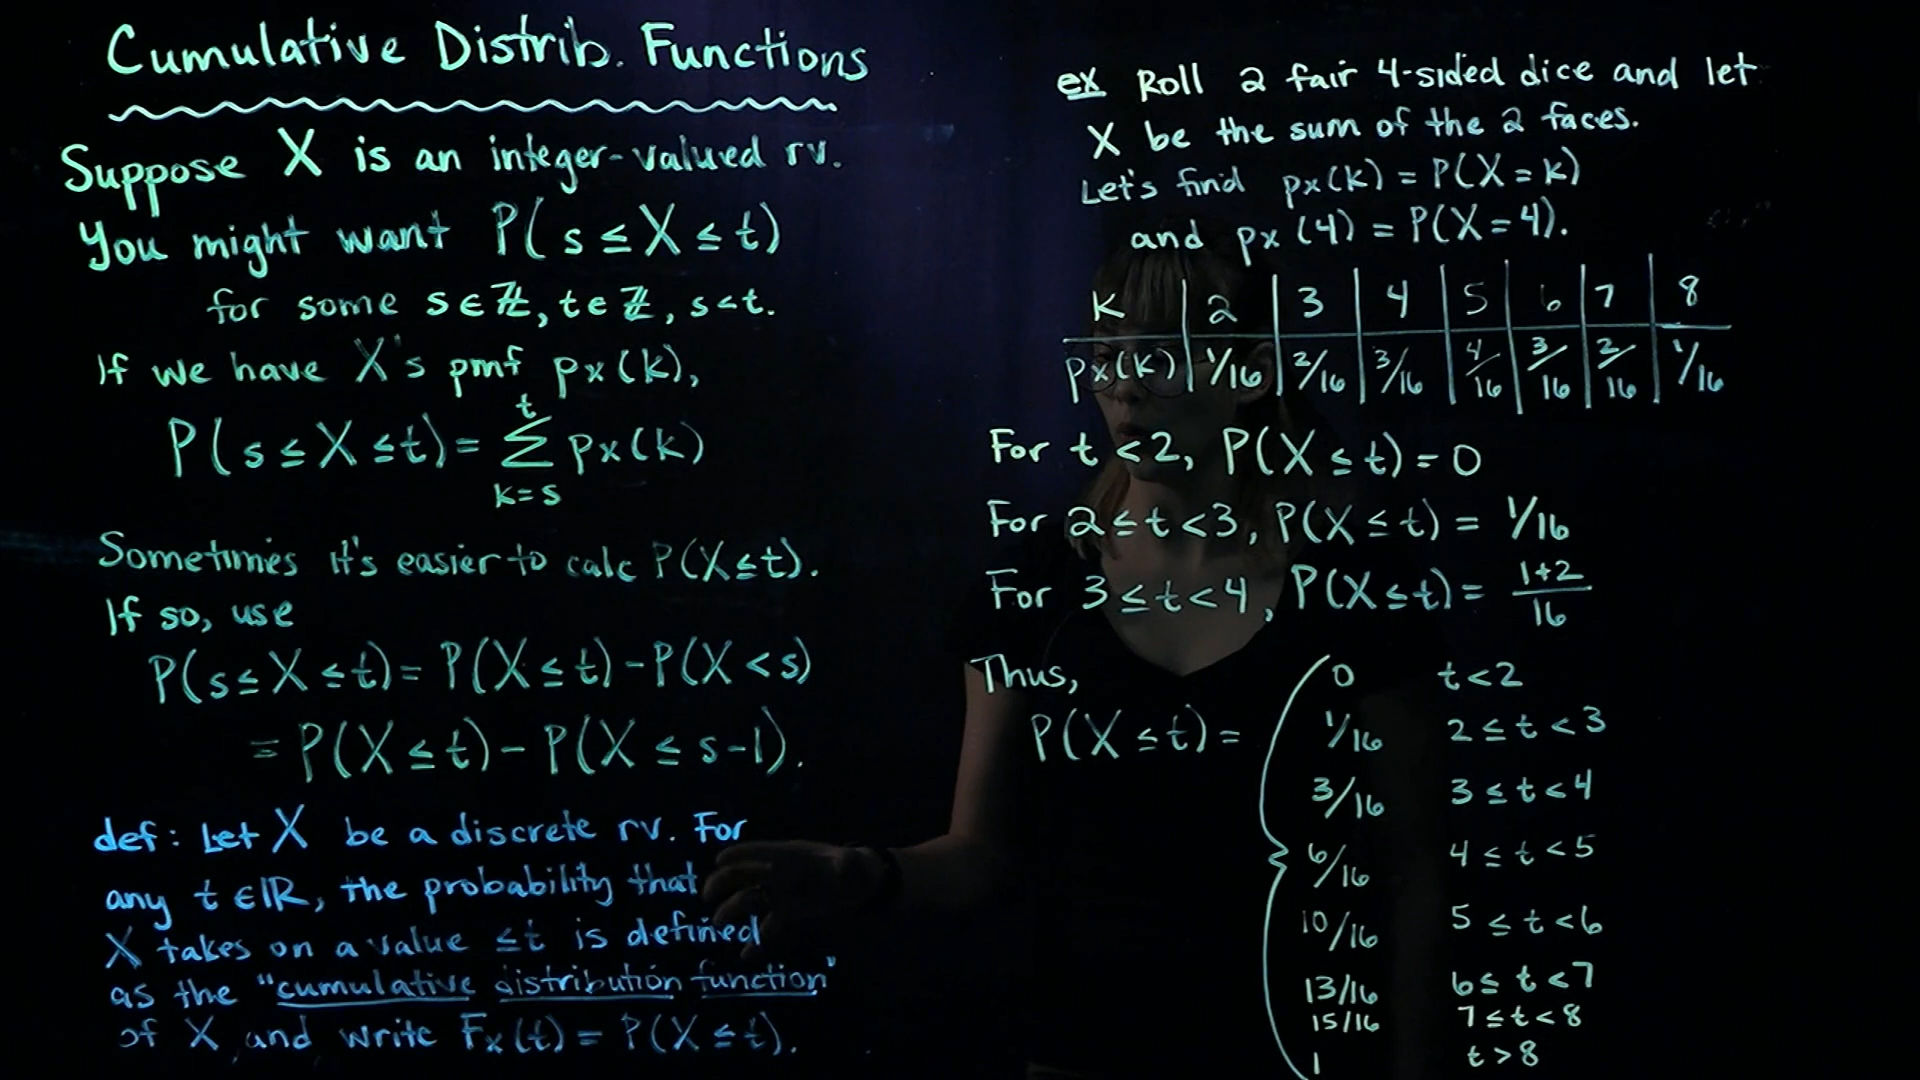 Cumulative Distrib. Functions
Suppose X is an integer-valued rv.
You might want P(s ≤ X ≤ t)
for some s ∈ ℤ, t ∈ ℤ, s < t.
If we have X's pmf px(k),
P(s ≤ X ≤ t) = ∑_{k=s}^{t} px(k)
Sometimes it's easier to calc P(X ≤ t).
If so, use
P(s ≤ X ≤ t) = P(X ≤ t) - P(X < s)
= P(X ≤ t) - P(X ≤ s-1).
def: Let X be a discrete rv. For
any t ∈ ℝ, the probability that
X takes on a value ≤ t is defined
as the "cumulative distribution function"
of X and write Fx(t) = P(X ≤ t).
ex Roll 2 fair 4-sided dice and let
X be the sum of the 2 faces.
Let's find px(k) = P(X = k)
and px(4) = P(X = 4).
k 2 3 4 5 6 7 8
px(k) 1/16 2/16 3/16 4/16 3/16 2/16 1/16
For t < 2, P(X ≤ t) = 0
For 2 ≤ t < 3, P(X ≤ t) = 1/16
For 3 ≤ t < 4, P(X ≤ t) = (1+2)/16
Thus,
P(X ≤ t) = {
0 t < 2
1/16 2 ≤ t < 3
3/16 3 ≤ t < 4
6/16 4 ≤ t < 5
10/16 5 ≤ t < 6
13/16 6 ≤ t < 7
15/16 7 ≤ t < 8
1 t > 8